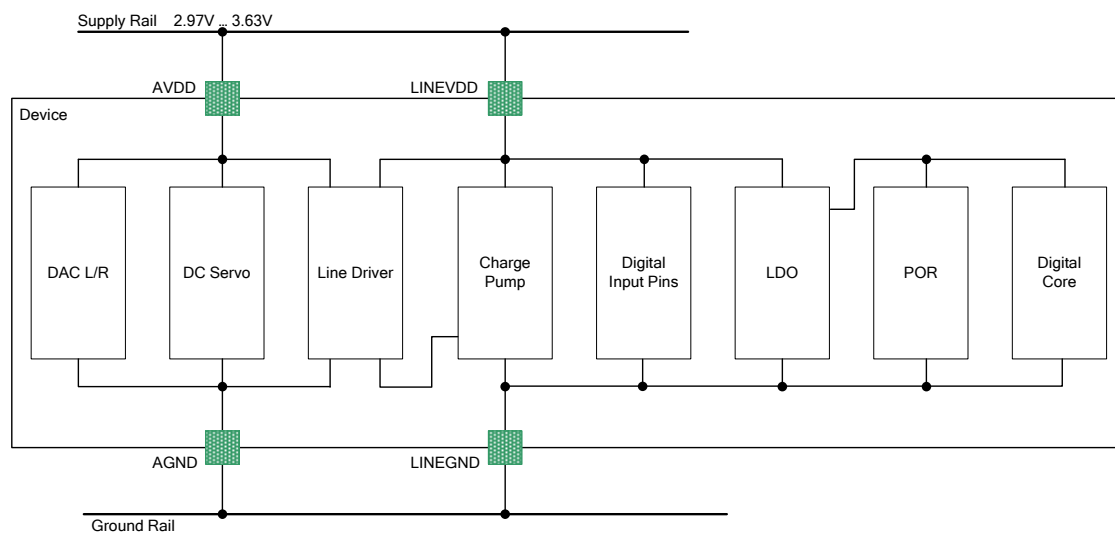 Supply Rail 2.97V ... 3.63V
AVDD
LINEVDD
Device
DAC L/R
DC Servo
Line Driver
Charge
Pump
Digital
Input Pins
LDO
POR
Digital
Core
AGND
LINEGND
Ground Rail